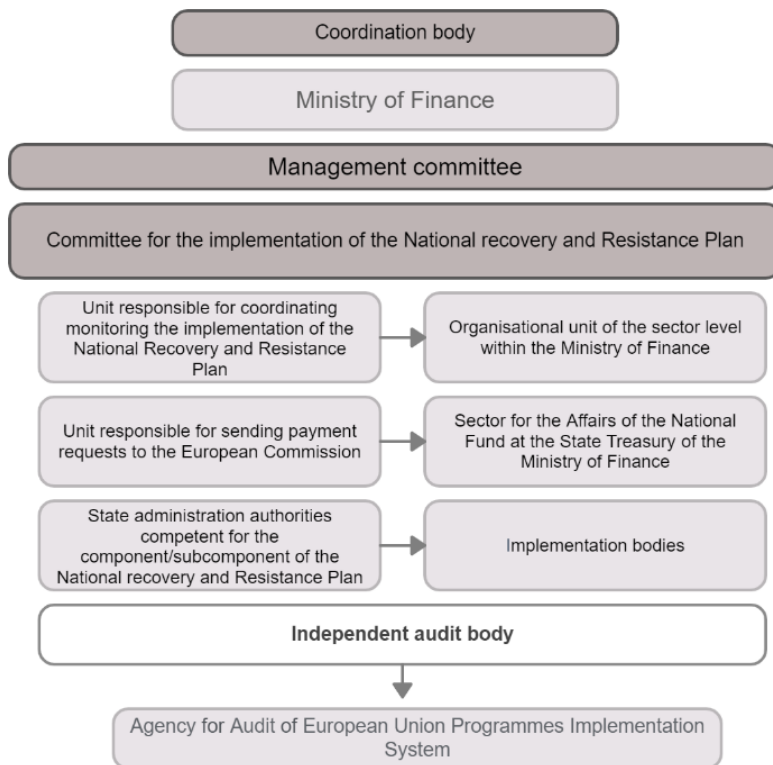 Coordination body
Ministry of Finance
Management committee
Committee for the implementation of the National recovery and Resistance Plan
Unit responsible for coordinating
monitoring the implementation of the
National Recovery and Resistance
Plan
Organisational unit of the sector level
within the Ministry of Finance
Unit responsible for sending payment
requests to the European Commission
Sector for the Affairs of the National
Fund at the State Treasury of the
Ministry of Finance
State administration authorities
competent for the
component/subcomponent of the
National recovery and Resistance Plan
Implementation bodies
Independent audit body
Agency for Audit of European Union Programmes Implementation
System